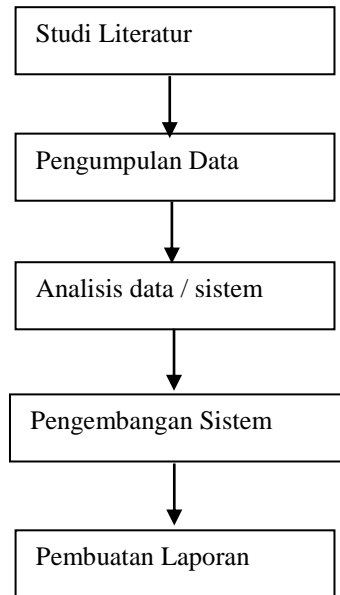 Studi Literatur
Pengumpulan Data
Analisis data / sistem
Pengembangan Sistem
Pembuatan Laporan